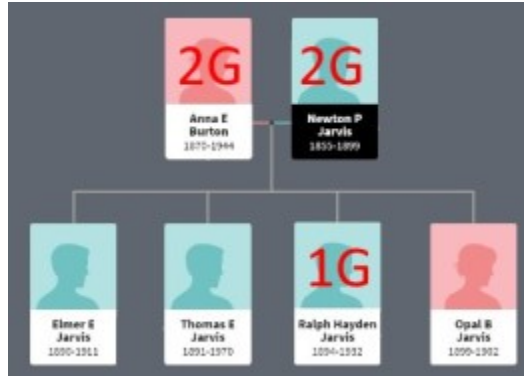 2G
Anna E
Burton
1870-1944
2G
Newton P
Jarvis
1855-1899
Elmer E
Jarvis
1890-1911
Thomas E
Jarvis
1891-1970
1G
Ralph Hayden
Jarvis
1894-1932
Opal B
Jarvis
1899-1902